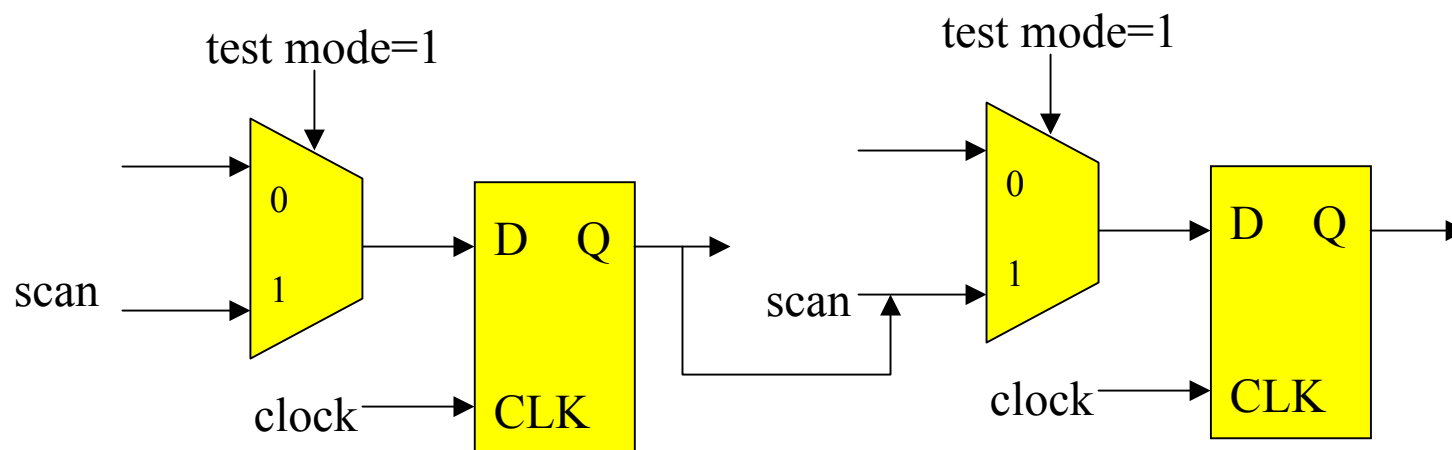 test mode=1
0
1
scan
D Q
clock
CLK
test mode=1
0
1
scan
D Q
clock
CLK